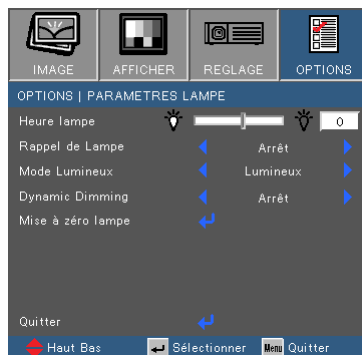 IMAGE AFFICHER REGLAGE OPTIONS
OPTIONS | PARAMETRES LAMPE
Heure lampe 0
Rappel de Lampe Arrêt
Mode Lumineux Lumineux
Dynamic Dimming Arrêt
Mise à zéro lampe
Quitter
Haut Bas Sélectionner Menu Quitter